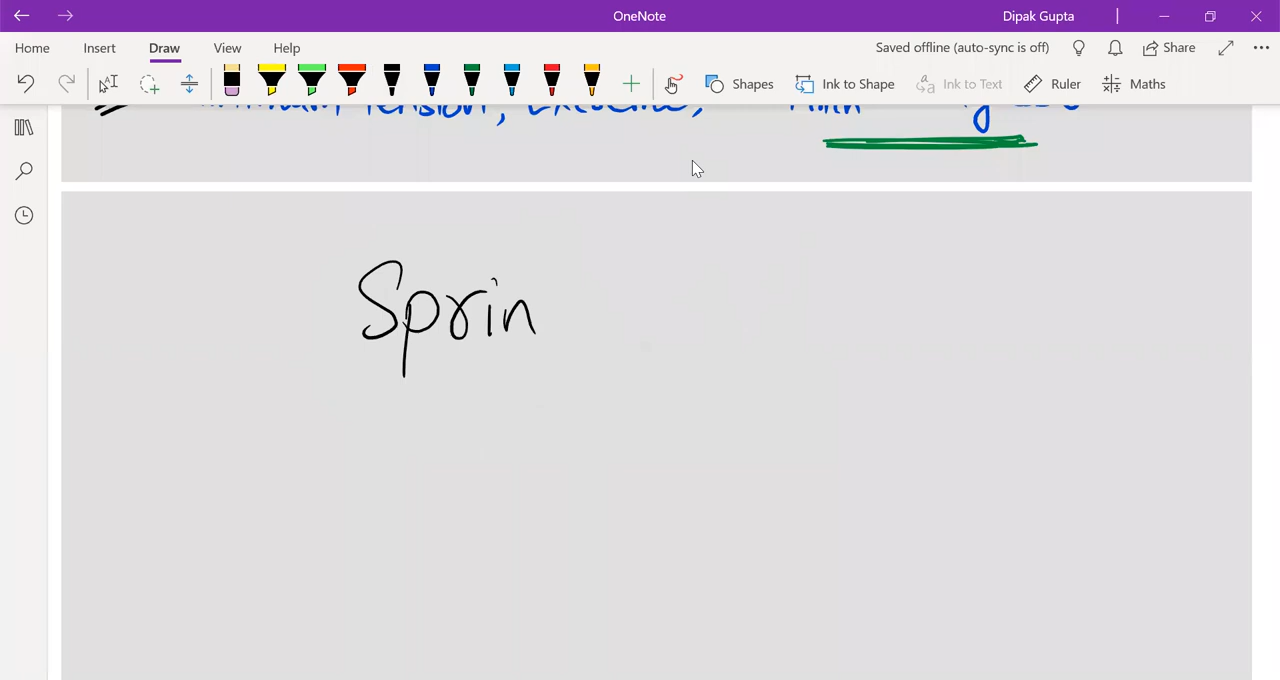 OneNote
Dipak Gupta
Home Insert Draw View Help
Saved offline (auto-sync is off)
Share
Shapes
Ink to Shape
Ink to Text
Ruler
Maths
Tension,
Sprin